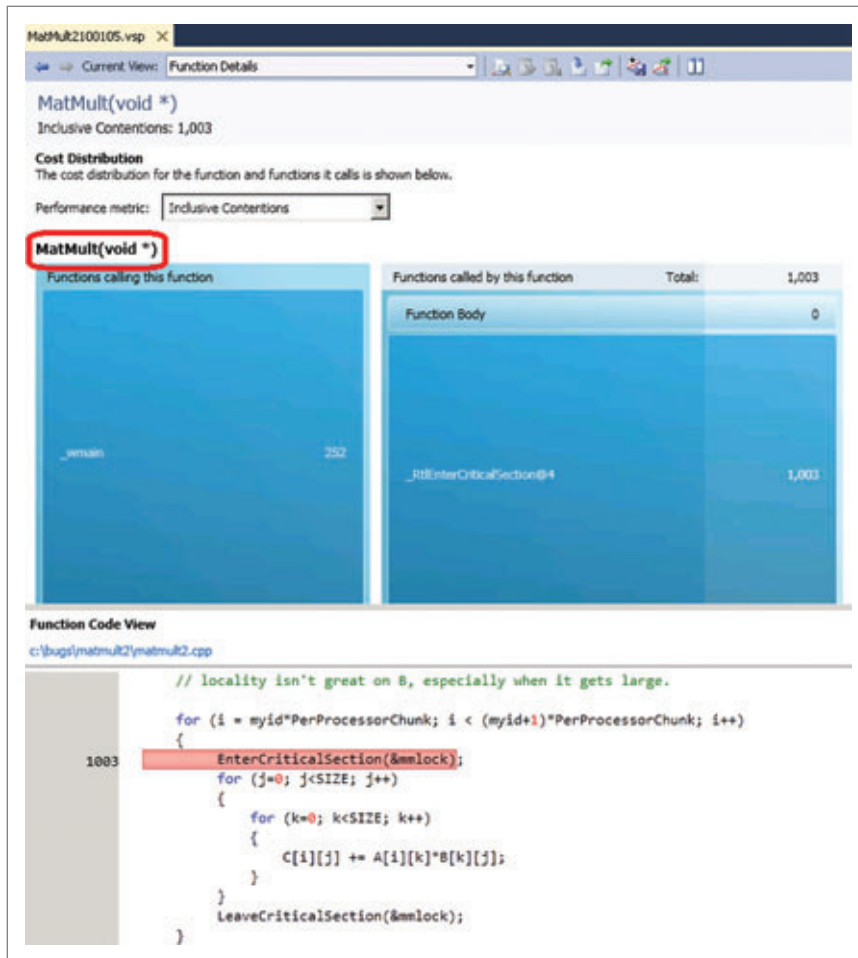 MatMult2100105.vsp ×
Current View: Function Details
MatMult(void *)
Inclusive Contentions: 1,003
Cost Distribution
The cost distribution for the function and functions it calls is shown below.
Performance metric: Inclusive Contentions
MatMult(void *)
Functions calling this function
Functions called by this function Total: 1,003
Function Body 0
_wmain 252
_RtlEnterCriticalSection@4 1,003
Function Code View
c:\bugs\matmult2\matmult2.cpp
// locality isn't great on B, especially when it gets large.
for (i = myid*PerProcessorChunk; i < (myid+1)*PerProcessorChunk; i++)
{
1003 EnterCriticalSection(&mmlock);
for (j=0; j<SIZE; j++)
{
for (k=0; k<SIZE; k++)
{
C[i][j] += A[i][k]*B[k][j];
}
}
LeaveCriticalSection(&mmlock);
}